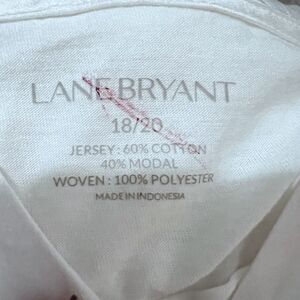 LANE BRYANT
18/20
JERSEY: 60% COTTON
40% MODAL
WOVEN: 100% POLYESTER
MADE IN INDONESIA